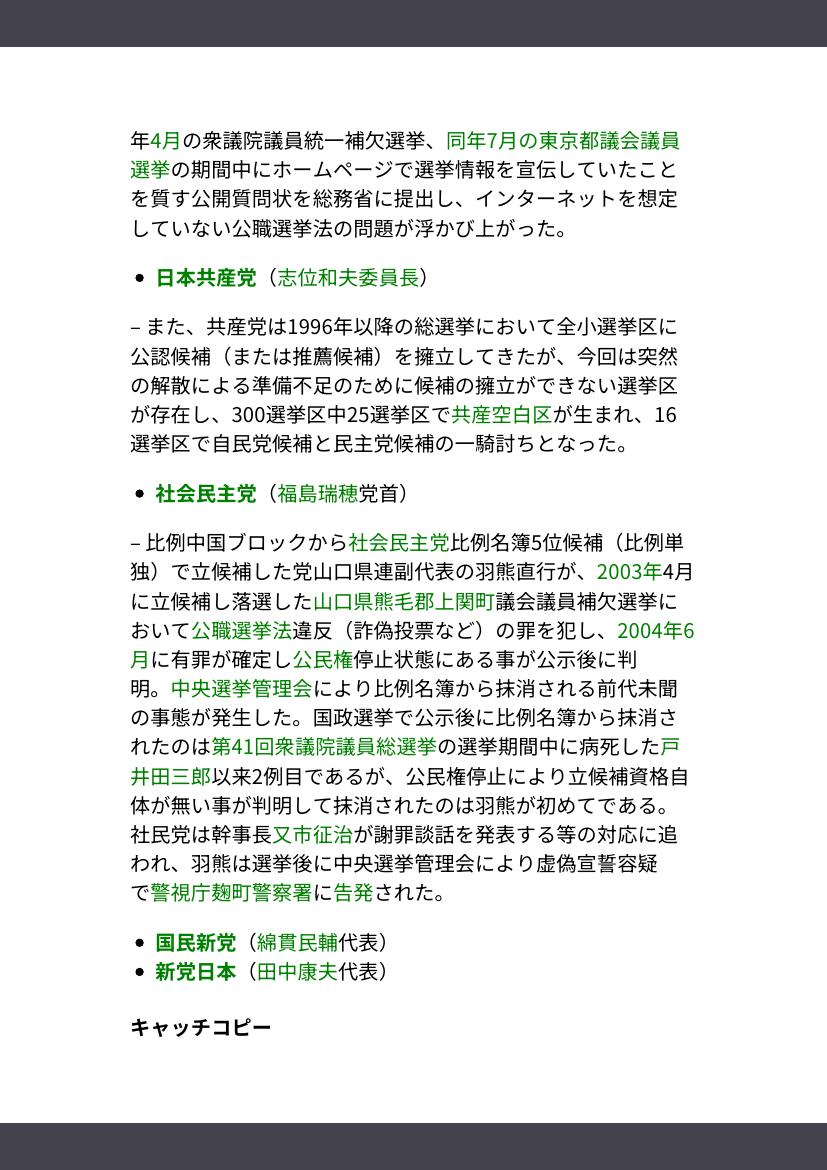 年4月の衆議院議員統一補欠選挙、同年7月の東京都議会議員
選挙の期間中にホームページで選挙情報を宣伝していたこと
を質す公開質問状を総務省に提出し、インターネットを想定
していない公職選挙法の問題が浮かび上がった。
• 日本共産党（志位和夫委員長）
– また、共産党は1996年以降の総選挙において全小選挙区に
公認候補（または推薦候補）を擁立してきたが、今回は突然
の解散による準備不足のために候補の擁立ができない選挙区
が存在し、300選挙区中25選挙区で共産空白区が生まれ、16
選挙区で自民党候補と民主党候補の一騎討ちとなった。
• 社会民主党（福島瑞穂党首）
– 比例中国ブロックから社会民主党比例名簿5位候補（比例単
独）で立候補した党山口県連副代表の羽熊直行が、2003年4月
に立候補し落選した山口県熊毛郡上関町議会議員補欠選挙に
おいて公職選挙法違反（詐偽投票など）の罪を犯し、2004年6
月に有罪が確定し公民権停止状態にある事が公示後に判
明。中央選挙管理会により比例名簿から抹消される前代未聞
の事態が発生した。国政選挙で公示後に比例名簿から抹消さ
れたのは第41回衆議院議員総選挙の選挙期間中に病死した戸
井田三郎以来2例目であるが、公民権停止により立候補資格自
体が無い事が判明して抹消されたのは羽熊が初めてである。
社民党は幹事長又市征治が謝罪談話を発表する等の対応に追
われ、羽熊は選挙後に中央選挙管理会により虚偽宣誓容疑
で警視庁麹町警察署に告発された。
• 国民新党（綿貫民輔代表）
• 新党日本（田中康夫代表）
キャッチコピー